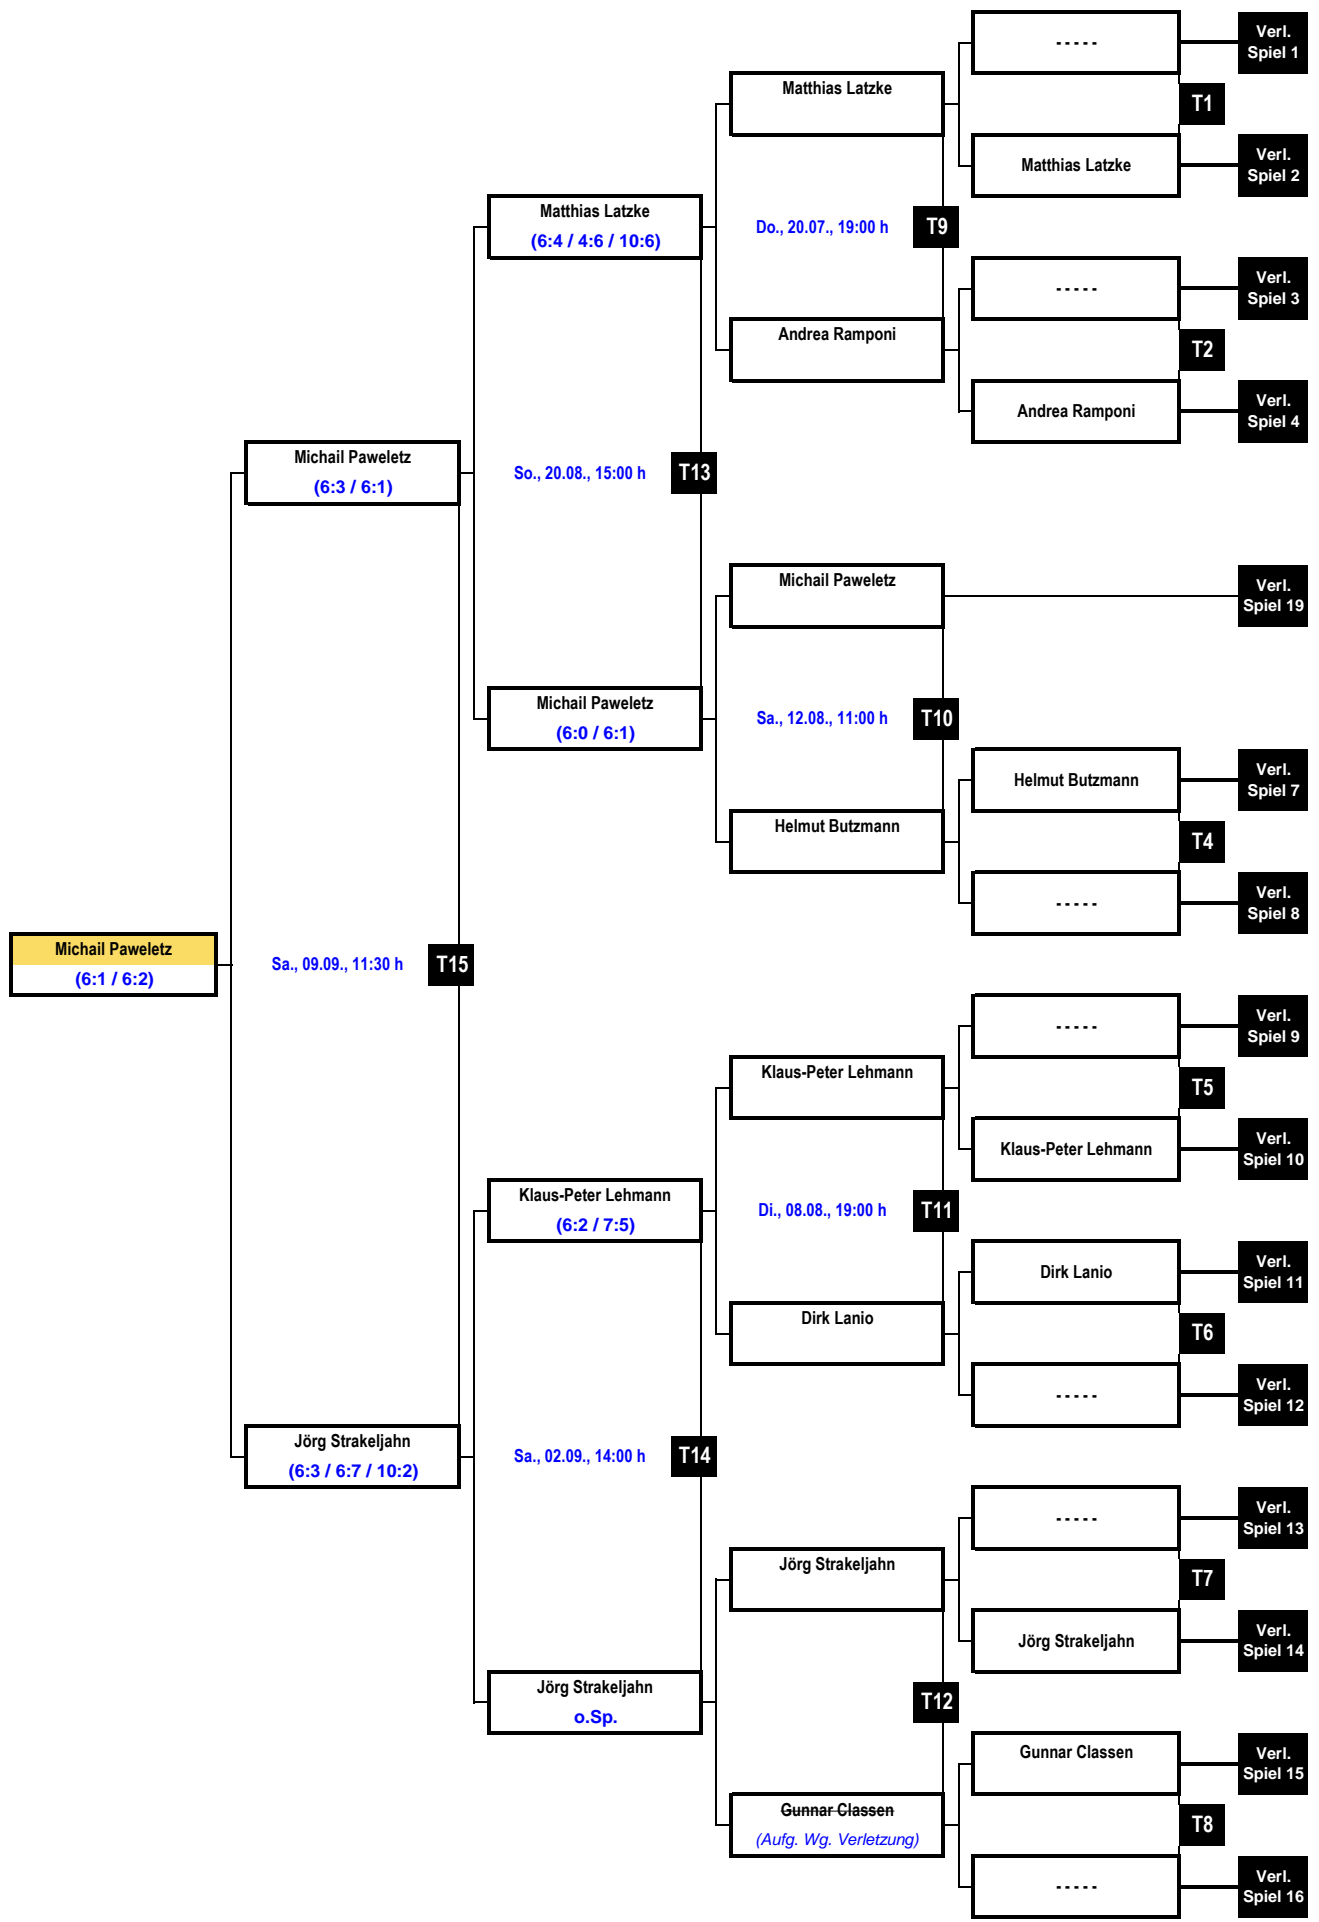 - - - - -
Verl.
Spiel 1
Matthias Latzke
T1
Matthias Latzke
Verl.
Spiel 2
Matthias Latzke
(6:4 / 4:6 / 10:6)
Do., 20.07., 19:00 h
T9
- - - - -
Verl.
Spiel 3
Andrea Ramponi
T2
Andrea Ramponi
Verl.
Spiel 4
Michail Paweletz
(6:3 / 6:1)
So., 20.08., 15:00 h
T13
Michail Paweletz
Verl.
Spiel 19
Michail Paweletz
(6:0 / 6:1)
Sa., 12.08., 11:00 h
T10
Helmut Butzmann
Verl.
Spiel 7
Helmut Butzmann
T4
- - - - -
Verl.
Spiel 8
Michail Paweletz
(6:1 / 6:2)
Sa., 09.09., 11:30 h
T15
- - - - -
Verl.
Spiel 9
Klaus-Peter Lehmann
T5
Klaus-Peter Lehmann
Verl.
Spiel 10
Klaus-Peter Lehmann
(6:2 / 7:5)
Di., 08.08., 19:00 h
T11
Dirk Lanio
Verl.
Spiel 11
Dirk Lanio
T6
- - - - -
Verl.
Spiel 12
Jörg Strakeljahn
(6:3 / 6:7 / 10:2)
Sa., 02.09., 14:00 h
T14
- - - - -
Verl.
Spiel 13
Jörg Strakeljahn
T7
Jörg Strakeljahn
Verl.
Spiel 14
Jörg Strakeljahn
o.Sp.
T12
Gunnar Classen
Verl.
Spiel 15
Gunnar Classen
(Aufg. Wg. Verletzung)
T8
- - - - -
Verl.
Spiel 16